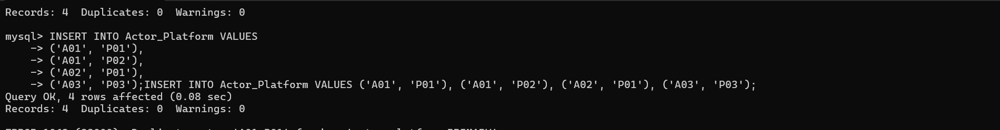 Records: 4  Duplicates: 0  Warnings: 0
mysql> INSERT INTO Actor_Platform VALUES
    -> ('A01', 'P01'),
    -> ('A01', 'P02'),
    -> ('A02', 'P01'),
    -> ('A03', 'P03');INSERT INTO Actor_Platform VALUES ('A01', 'P01'), ('A01', 'P02'), ('A02', 'P01'), ('A03', 'P03');
Query OK, 4 rows affected (0.08 sec)
Records: 4  Duplicates: 0  Warnings: 0